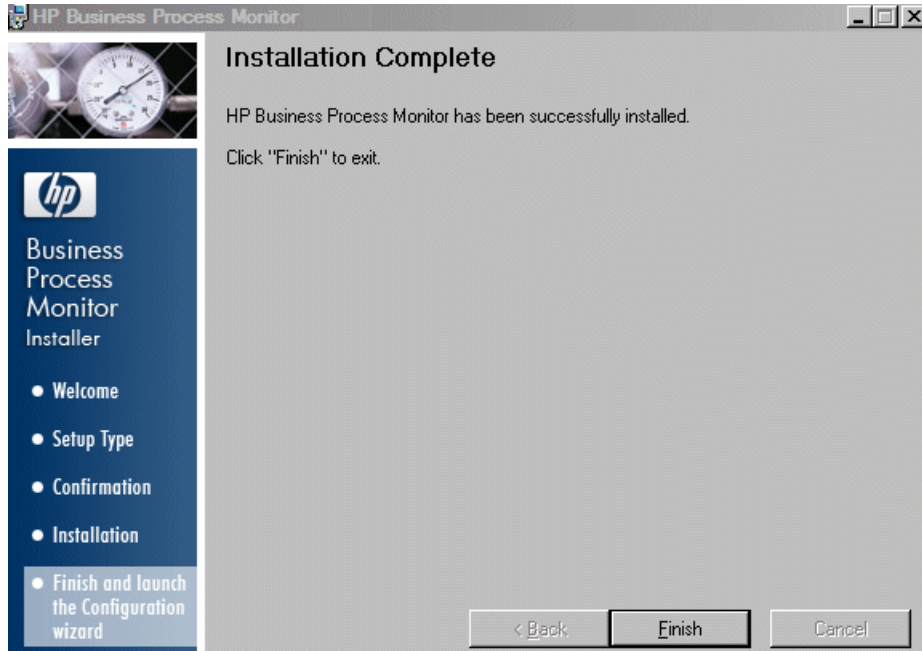 HP Business Process Monitor
Installation Complete
HP Business Process Monitor has been successfully installed.
Click "Finish" to exit.
hp
Business
Process
Monitor
Installer
Welcome
Setup Type
Confirmation
Installation
Finish and launch
the Configuration
wizard
< Back
Finish
Cancel